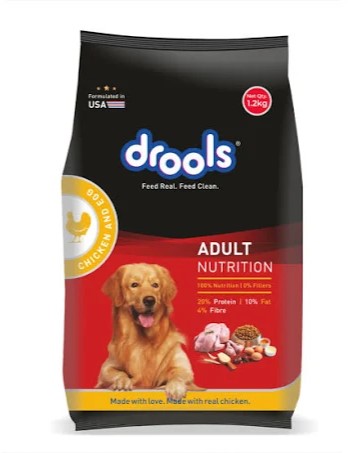 Formulated in
USA
Net Qty.
1.2kg
drools®
Feed Real. Feed Clean.
CHICKEN AND EGG
ADULT
NUTRITION
100% Nutrition | 0% Fillers
20% Protein | 10% Fat
4% Fibre
Made with love. Made with real chicken.